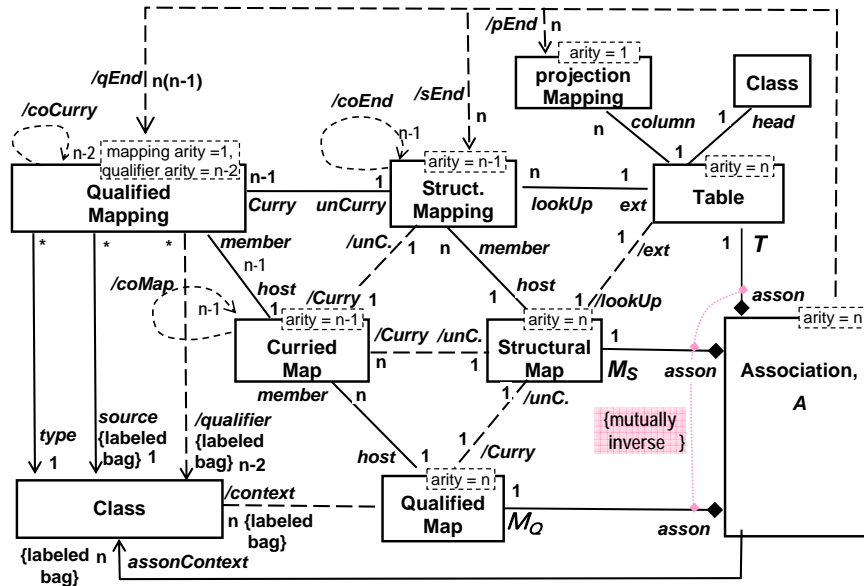 /pEnd n
arity = 1
projection
Mapping
Class
/qEnd n(n-1)
/coEnd /sEnd
n
/coCurry
n-2
mapping arity =1,
qualifier arity = n-2
n-1
arity = n-1
n column 1 1 head
arity = n
Qualified
Mapping
n-1 1
Curry unCurry
Struct.
Mapping
n 1
lookUp ext
Table
* * *
member
n-1
/unC.
1 n member
1 /ext
1 T
/coMap
n-1
host
1
/Curry
1
host
1
1 /lookUp
asson
arity = n-1
arity = n
arity = n
Curried
Map
/Curry /unC.
n 1
Structural
Map
1
M_S asson
Association,
A
member n
1 /unC.
{mutually
inverse }
type
1
source
{labeled
bag} 1
/qualifier
{labeled
bag} n-2
host 1
1 /Curry
arity = n
Class
/context
n {labeled
bag}
Qualified
Map
1
M_Q asson
{labeled
bag} n assonContext